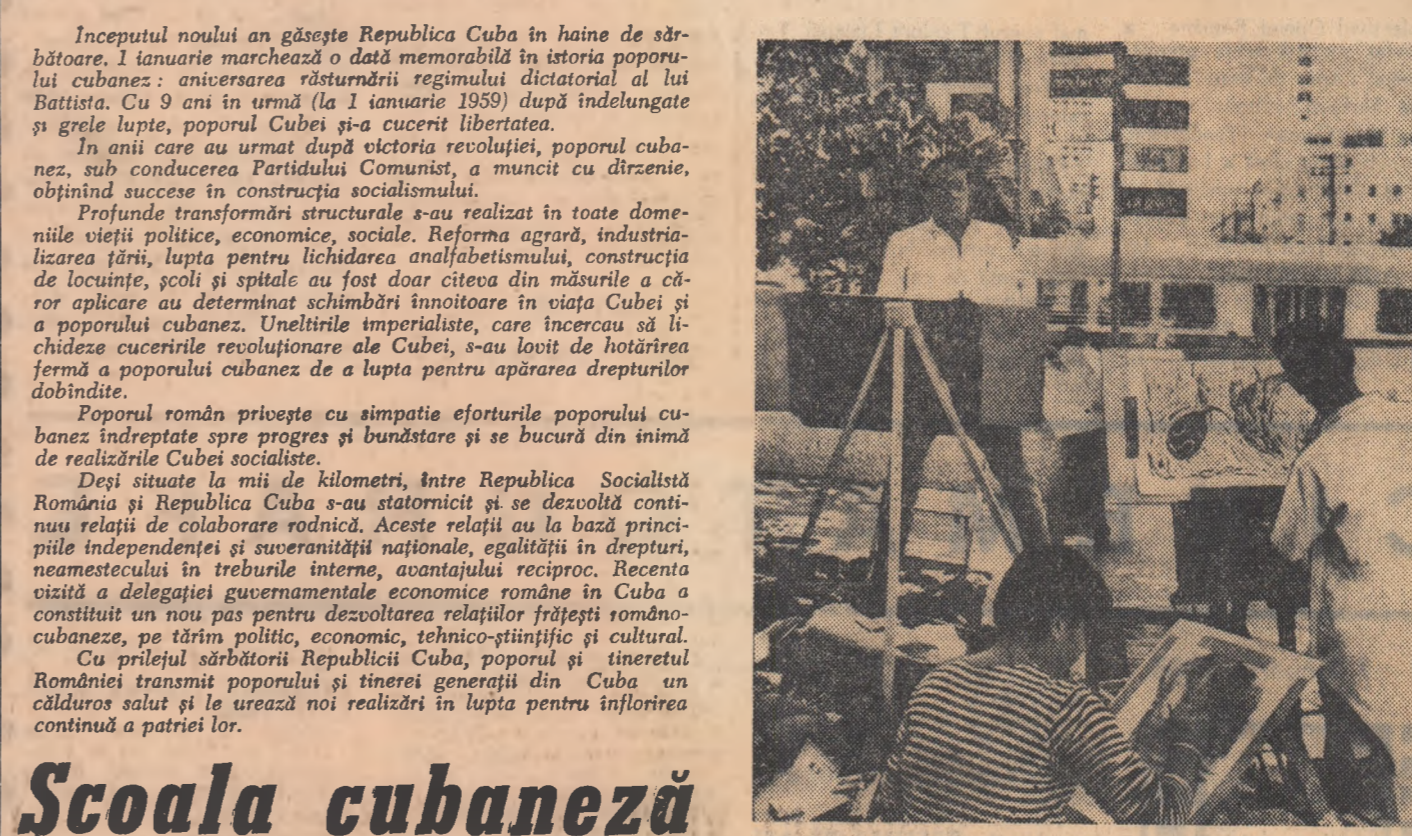 Începutul noului an găsește Republica Cuba în haine de săr-
bătoare. 1 ianuarie marchează o dată memorabilă în istoria poporu-
lui cubanez : aniversarea răsturnării regimului dictatorial al lui
Battista. Cu 9 ani în urmă (la 1 ianuarie 1959) după îndelungate
și grele lupte, poporul Cubei și-a cucerit libertatea.
În anii care au urmat după victoria revoluției, poporul cuba-
nez, sub conducerea Partidului Comunist, a muncit cu dîrzenie,
obținînd succese în construcția socialismului.
Profunde transformări structurale s-au realizat în toate dome-
niile vieții politice, economice, sociale. Reforma agrară, industria-
lizarea țării, lupta pentru lichidarea analfabetismului, construcția
de locuințe, școli și spitale au fost doar cîteva din măsurile a că-
ror aplicare au determinat schimbări înnoitoare în viața Cubei și
a poporului cubanez. Uneltirile imperialiste, care încercau să li-
chideze cuceririle revoluționare ale Cubei, s-au lovit de hotărîrea
fermă a poporului cubanez de a lupta pentru apărarea drepturilor
dobîndite.
Poporul român privește cu simpatie eforturile poporului cu-
banez îndreptate spre progres și bunăstare și se bucură din inimă
de realizările Cubei socialiste.
Deși situate la mii de kilometri, între Republica Socialistă
România și Republica Cuba s-au statornicit și se dezvoltă conti-
nuu relații de colaborare rodnică. Aceste relații au la bază princi-
piile independenței și suveranității naționale, egalității în drepturi,
neamestecului în treburile interne, avantajului reciproc. Recenta
vizită a delegației guvernamentale economice române în Cuba a
constituit un nou pas pentru dezvoltarea relațiilor frățești româno-
cubaneze, pe tărîm politic, economic, tehnico-științific și cultural.
Cu prilejul sărbătorii Republicii Cuba, poporul și tineretul
României transmit poporului și tinerei generații din Cuba un
călduros salut și le urează noi realizări în lupta pentru înflorirea
continuă a patriei lor.
Scoala cubaneză